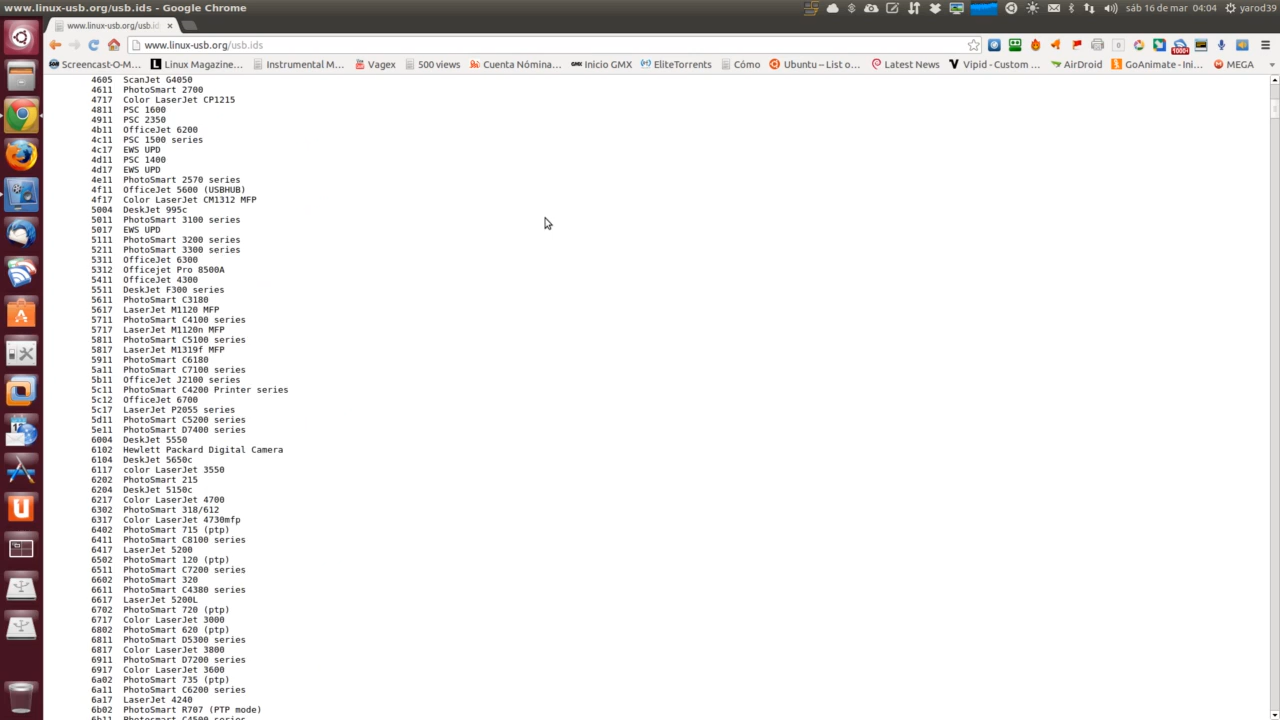 www.linux-usb.org/usb.ids - Google Chrome
sáb 16 de mar 04:04 yarod39
www.linux-usb.org/usb.id
www.linux-usb.org/usb.ids
Screencast-O-M... Linux Magazine... Instrumental M... Vagex 500 views Cuenta Nómina... GMX Inicio GMX EliteTorrents Cómo Ubuntu – List o... Latest News Vipid - Custom ... AirDroid GoAnimate - Ini... MEGA
4605 ScanJet G4050
4611 PhotoSmart 2700
4717 Color LaserJet CP1215
4811 PSC 1600
4911 PSC 2350
4b11 OfficeJet 6200
4c11 PSC 1500 series
4c17 EWS UPD
4d11 PSC 1400
4d17 EWS UPD
4e11 PhotoSmart 2570 series
4f11 OfficeJet 5600 (USBHUB)
4f17 Color LaserJet CM1312 MFP
5004 DeskJet 995c
5011 PhotoSmart 3100 series
5017 EWS UPD
5111 PhotoSmart 3200 series
5211 PhotoSmart 3300 series
5311 OfficeJet 6300
5312 Officejet Pro 8500A
5411 OfficeJet 4300
5511 DeskJet F300 series
5611 PhotoSmart C3180
5617 LaserJet M1120 MFP
5711 PhotoSmart C4100 series
5717 LaserJet M1120n MFP
5811 PhotoSmart C5100 series
5817 LaserJet M1319f MFP
5911 PhotoSmart C6180
5a11 PhotoSmart C7100 series
5b11 OfficeJet J2100 series
5c11 PhotoSmart C4200 Printer series
5c12 OfficeJet 6700
5c17 LaserJet P2055 series
5d11 PhotoSmart C5200 series
5e11 PhotoSmart D7400 series
6004 DeskJet 5550
6102 Hewlett Packard Digital Camera
6104 DeskJet 5650c
6117 color LaserJet 3550
6202 PhotoSmart 215
6204 DeskJet 5150c
6217 Color LaserJet 4700
6302 PhotoSmart 318/612
6317 Color LaserJet 4730mfp
6402 PhotoSmart 715 (ptp)
6411 PhotoSmart C8100 series
6417 LaserJet 5200
6502 PhotoSmart 120 (ptp)
6511 PhotoSmart C7200 series
6602 PhotoSmart 320
6611 PhotoSmart C4380 series
6617 LaserJet 5200L
6702 PhotoSmart 720 (ptp)
6717 Color LaserJet 3000
6802 PhotoSmart 620 (ptp)
6811 PhotoSmart D5300 series
6817 Color LaserJet 3800
6911 PhotoSmart D7200 series
6917 Color LaserJet 3600
6a02 PhotoSmart 735 (ptp)
6a11 PhotoSmart C6200 series
6a17 LaserJet 4240
6b02 PhotoSmart R707 (PTP mode)
6b11 Photosmart C4500 series